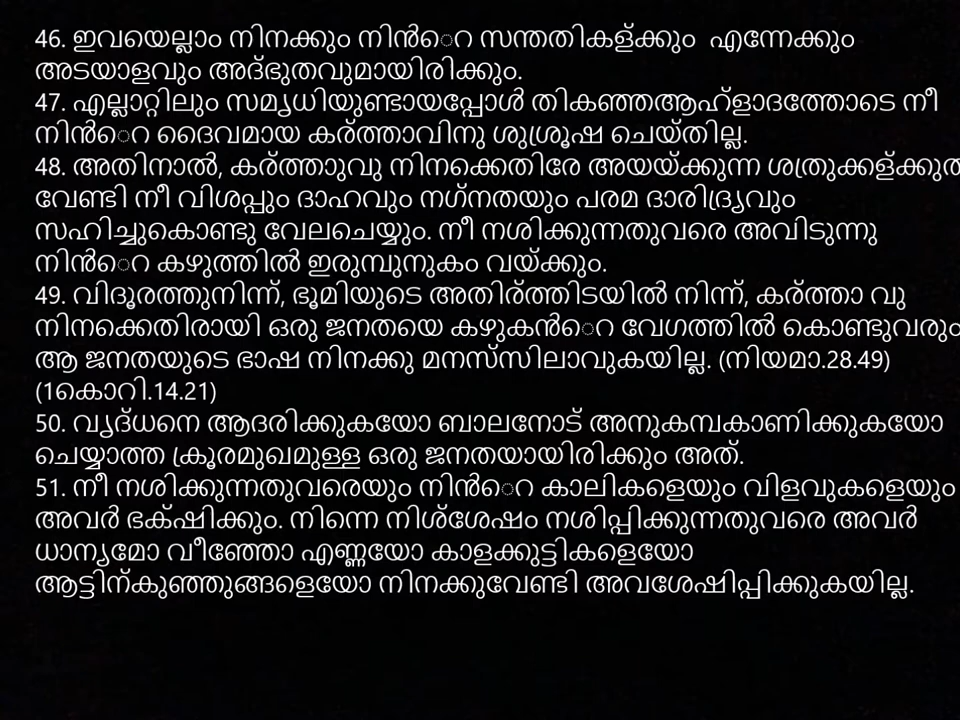 46. ഇവയെല്ലാം നിനക്കും നിൻെറ സന്തതികള്ക്കും  എന്നേക്കും
അടയാളവും അദ്ഭുതവുമായിരിക്കും.
47. എല്ലാറ്റിലും സമൃധിയുണ്ടായപ്പോൾ തികഞ്ഞആഹ്ളാദത്തോടെ നീ
നിൻെറ ദൈവമായ കര്ത്താവിനു ശുശ്രൂഷ ചെയ്തില്ല.
48. അതിനാൽ, കര്ത്താുവു നിനക്കെതിരേ അയയ്ക്കുന്ന ശത്രുക്കള്ക്കുത
വേണ്ടി നീ വിശപ്പും ദാഹവും നഗ്നതയും പരമ ദാരിദ്ര്യവും
സഹിച്ചുകൊണ്ടു വേലചെയ്യും. നീ നശിക്കുന്നതുവരെ അവിടുന്നു
നിൻെറ കഴുത്തിൽ ഇരുമ്പുനുകം വയ്ക്കും.
49. വിദൂരത്തുനിന്ന്, ഭൂമിയുടെ അതിര്ത്തിടയിൽ നിന്ന്, കര്ത്താ വു
നിനക്കെതിരായി ഒരു ജനതയെ കഴുകൻെറ വേഗത്തിൽ കൊണ്ടുവരും
ആ ജനതയുടെ ഭാഷ നിനക്കു മനസ്സിലാവുകയില്ല. (നിയമാ.28.49)
(1കൊറി.14.21)
50. വൃദ്ധനെ ആദരിക്കുകയോ ബാലനോട് അനുകമ്പകാണിക്കുകയോ
ചെയ്യാത്ത ക്രൂരമുഖമുള്ള ഒരു ജനതയായിരിക്കും അത്.
51. നീ നശിക്കുന്നതുവരെയും നിൻെറ കാലികളെയും വിളവുകളെയും
അവർ ഭക്ഷിക്കും. നിന്നെ നിശ്ശേഷം നശിപ്പിക്കുന്നതുവരെ അവർ
ധാന്യമോ വീഞ്ഞോ എണ്ണയോ കാളക്കുട്ടികളെയോ
ആട്ടിന്കുഞ്ഞുങ്ങളെയോ നിനക്കുവേണ്ടി അവശേഷിപ്പിക്കുകയില്ല.